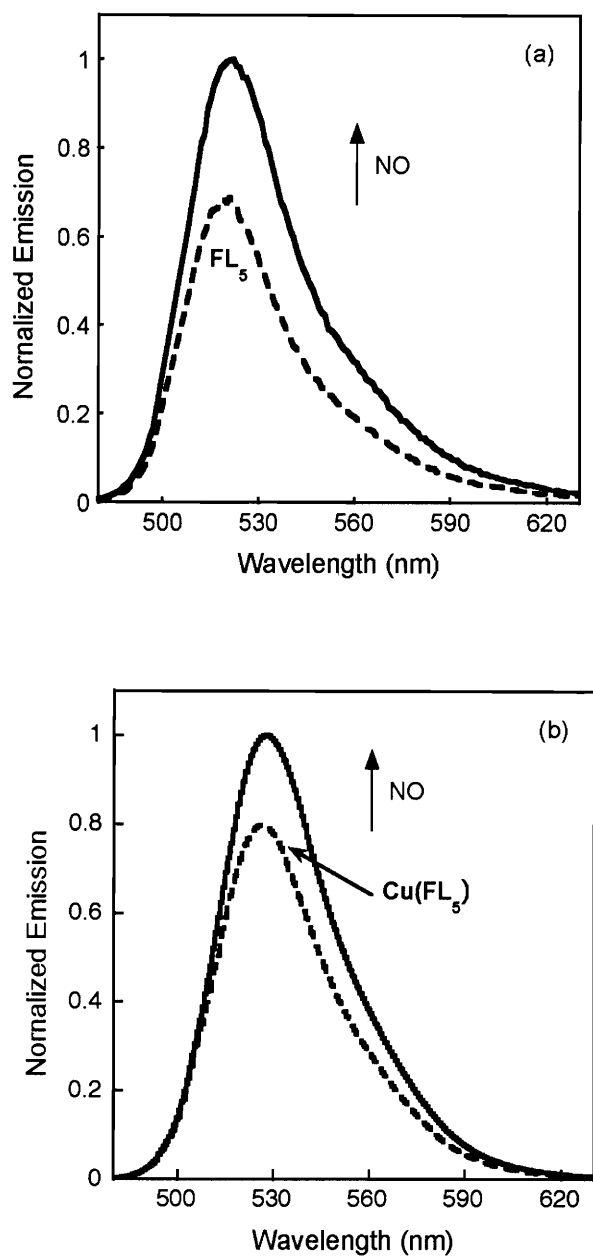 (a)
1
0.8
0.6
0.4
0.2
0
NO
FL5
Nornalized Emission
500 530 560 590 620
Wavelength (nm)
(b)
1
0.8
0.6
0.4
0.2
0
NO
Cu(FL5)
Nornalized Emission
500 530 560 590 620
Wavelength (nm)